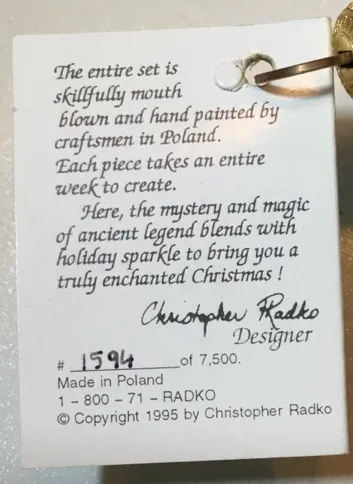 The entire set is
skillfully mouth
blown and hand painted by
craftsmen in Poland.
Each piece takes an entire
week to create.
Here, the mystery and magic
of ancient legend blends with
holiday sparkle to bring you a
truly enchanted Christmas !
Christopher Radko
Designer
# 1594 of 7,500.
Made in Poland
1 - 800 - 71 - RADKO
© Copyright 1995 by Christopher Radko